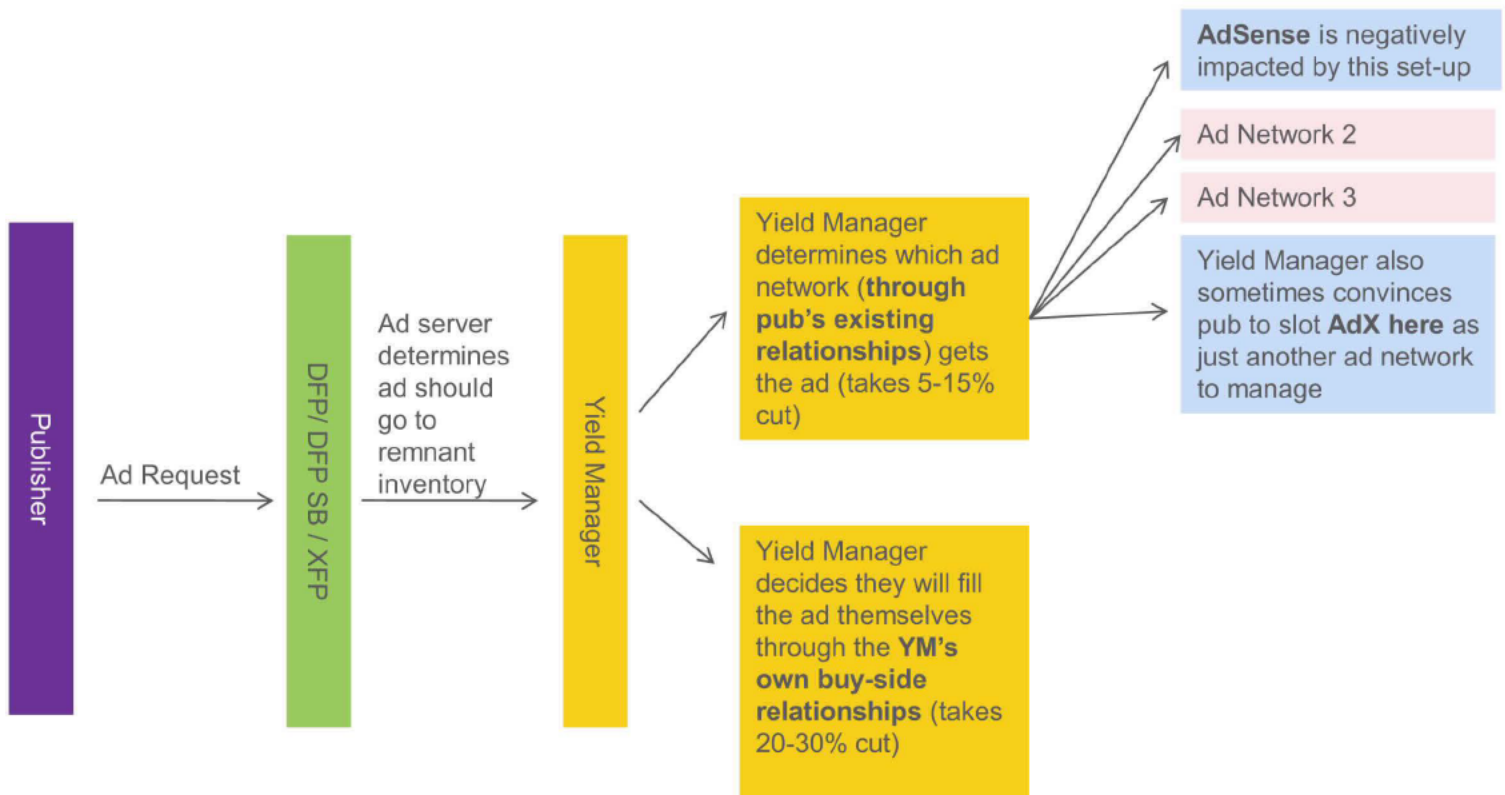 Publisher
Ad Request
DFP/ DFP SB / XFP
Ad server
determines
ad should
go to
remnant
inventory
Yield Manager
Yield Manager
determines which ad
network (through
pub's existing
relationships) gets
the ad (takes 5-15%
cut)
Yield Manager
decides they will fill
the ad themselves
through the YM's
own buy-side
relationships (takes
20-30% cut)
AdSense is negatively
impacted by this set-up
Ad Network 2
Ad Network 3
Yield Manager also
sometimes convinces
pub to slot AdX here as
just another ad network
to manage